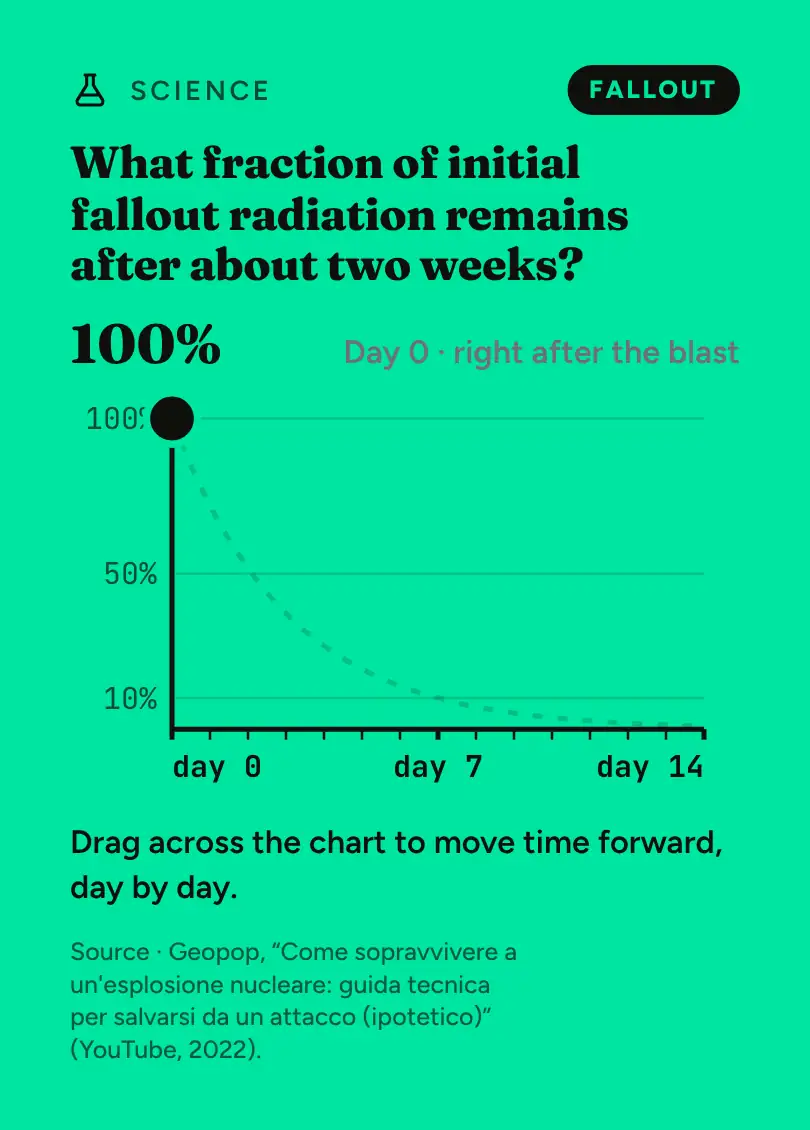 SCIENCE
FALLOUT
What fraction of initial
fallout radiation remains
after about two weeks?
100%
Day 0 · right after the blast
100%
50%
10%
day 0
day 7
day 14
Drag across the chart to move time forward,
day by day.
Source · Geopop, “Come sopravvivere a
un'esplosione nucleare: guida tecnica
per salvarsi da un attacco (ipotetico)”
(YouTube, 2022).